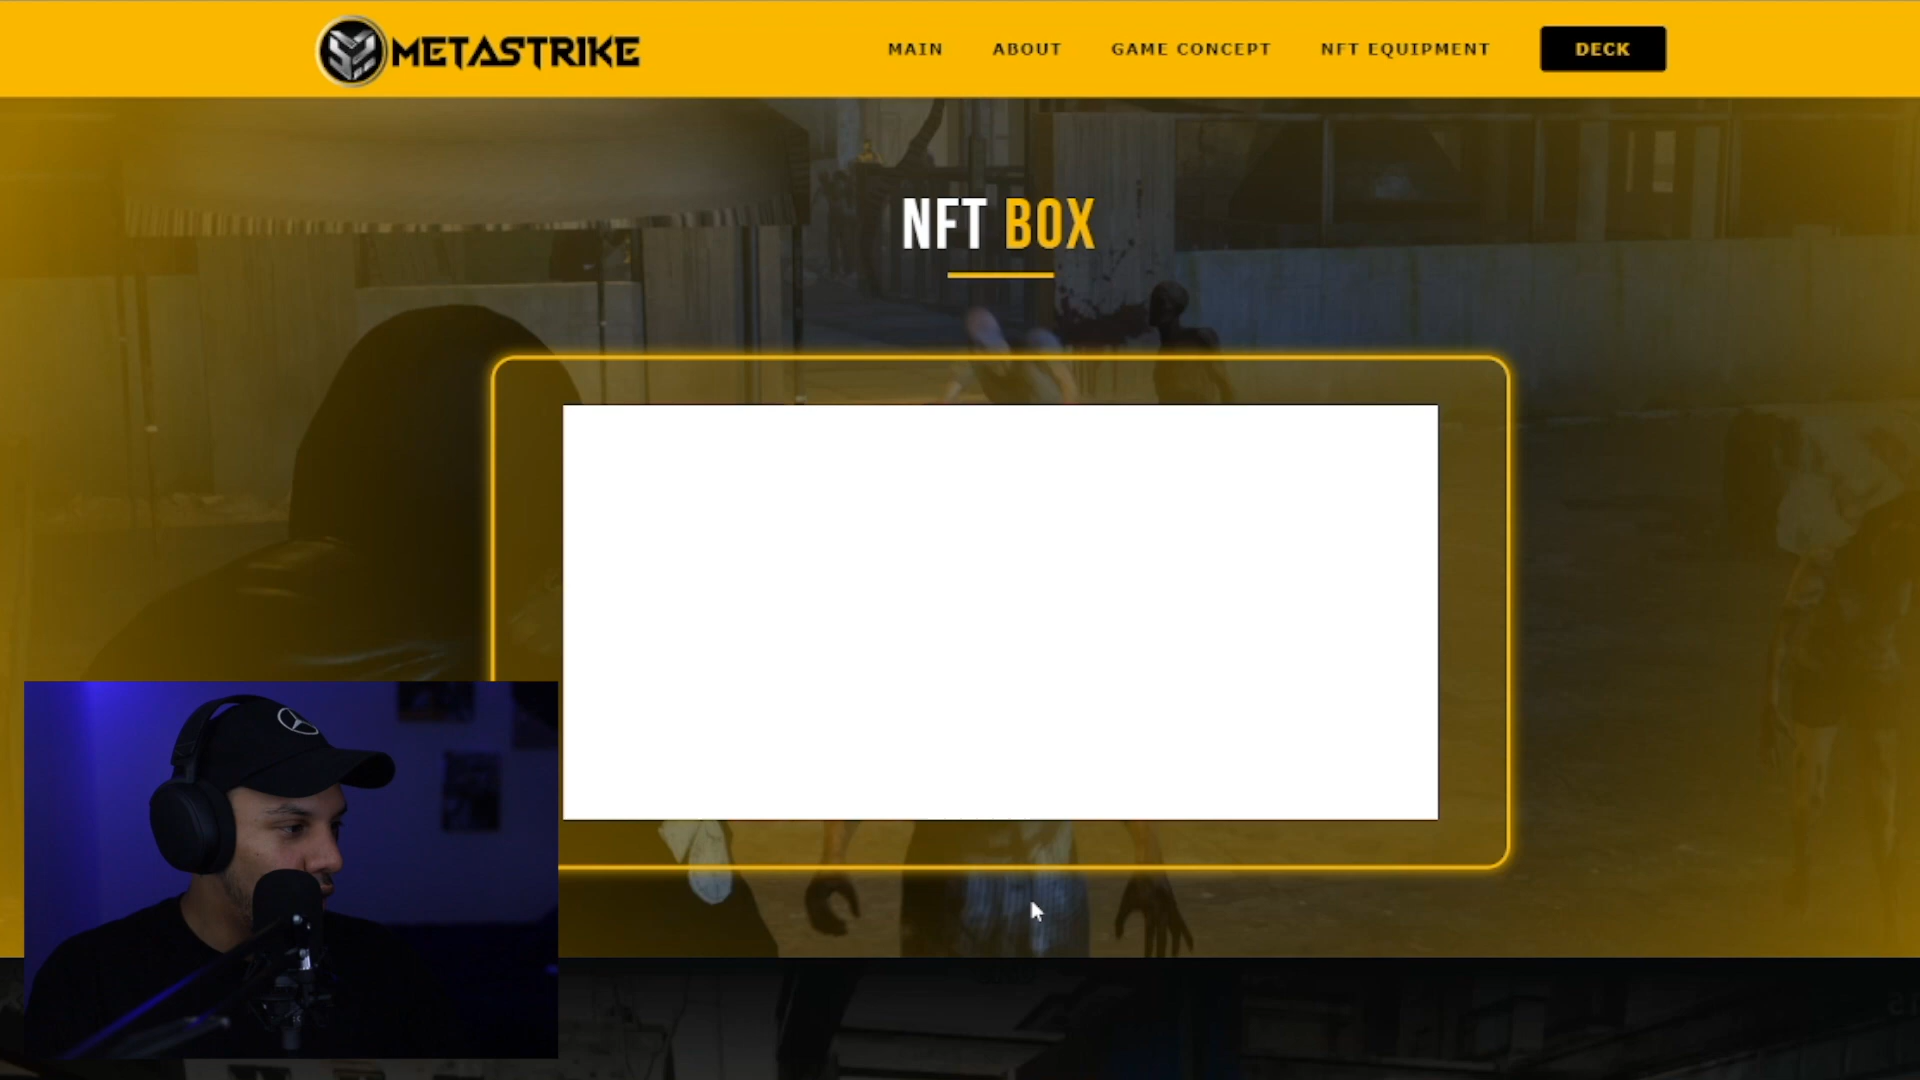 METASTRIKE
MAIN
ABOUT
GAME CONCEPT
NFT EQUIPMENT
DECK
NFT BOX